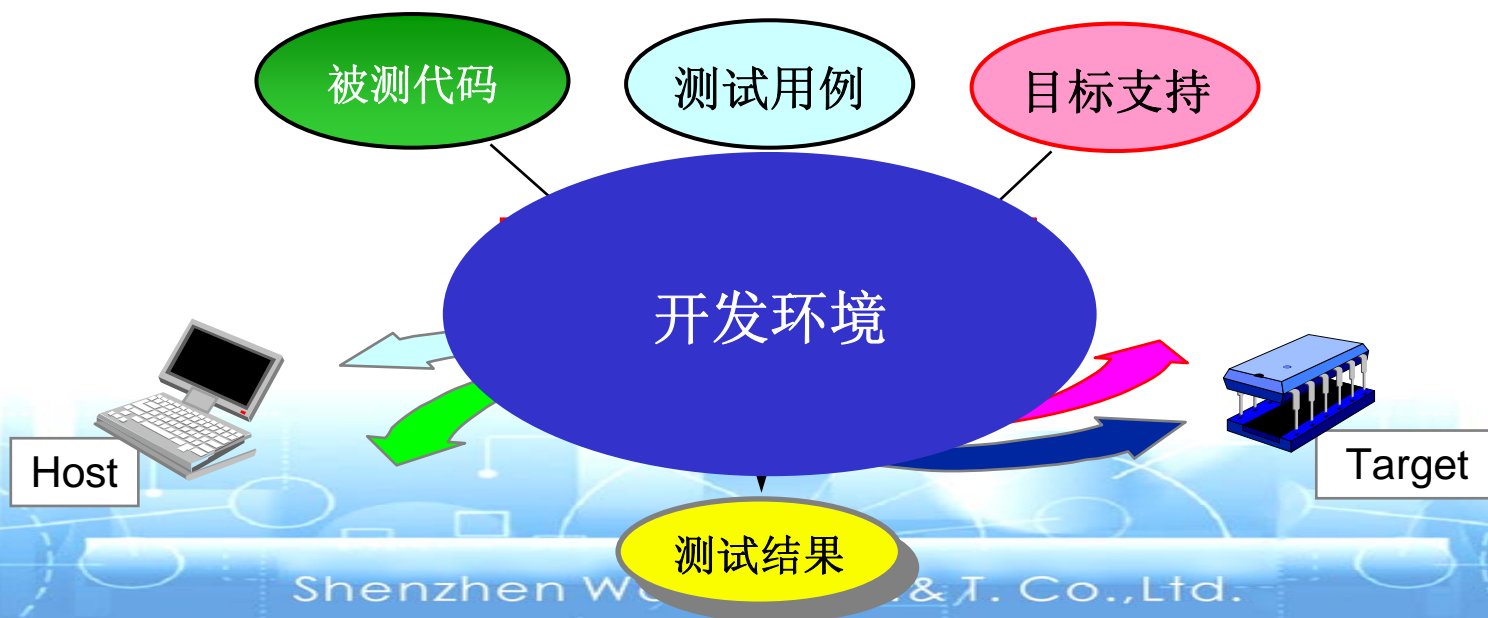 被测代码
测试用例
目标支持
开发环境
Host
Target
测试结果
Shenzhen & T. Co.,Ltd.